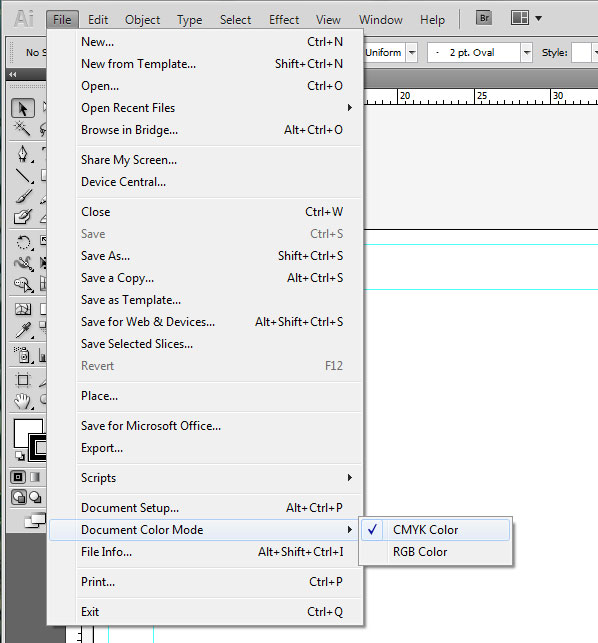 Ai File Edit Object Type Select Effect View Window Help Br
No S Uniform 2 pt. Oval Style:
New... Ctrl+N
New from Template... Shift+Ctrl+N
Open... Ctrl+O
Open Recent Files
Browse in Bridge... Alt+Ctrl+O
Share My Screen...
Device Central...
Close Ctrl+W
Save Ctrl+S
Save As... Shift+Ctrl+S
Save a Copy... Alt+Ctrl+S
Save as Template...
Save for Web & Devices... Alt+Shift+Ctrl+S
Save Selected Slices...
Revert F12
Place...
Save for Microsoft Office...
Export...
Scripts
Document Setup... Alt+Ctrl+P
Document Color Mode
CMYK Color
RGB Color
File Info... Alt+Shift+Ctrl+I
Print... Ctrl+P
Exit Ctrl+Q
20 25 30